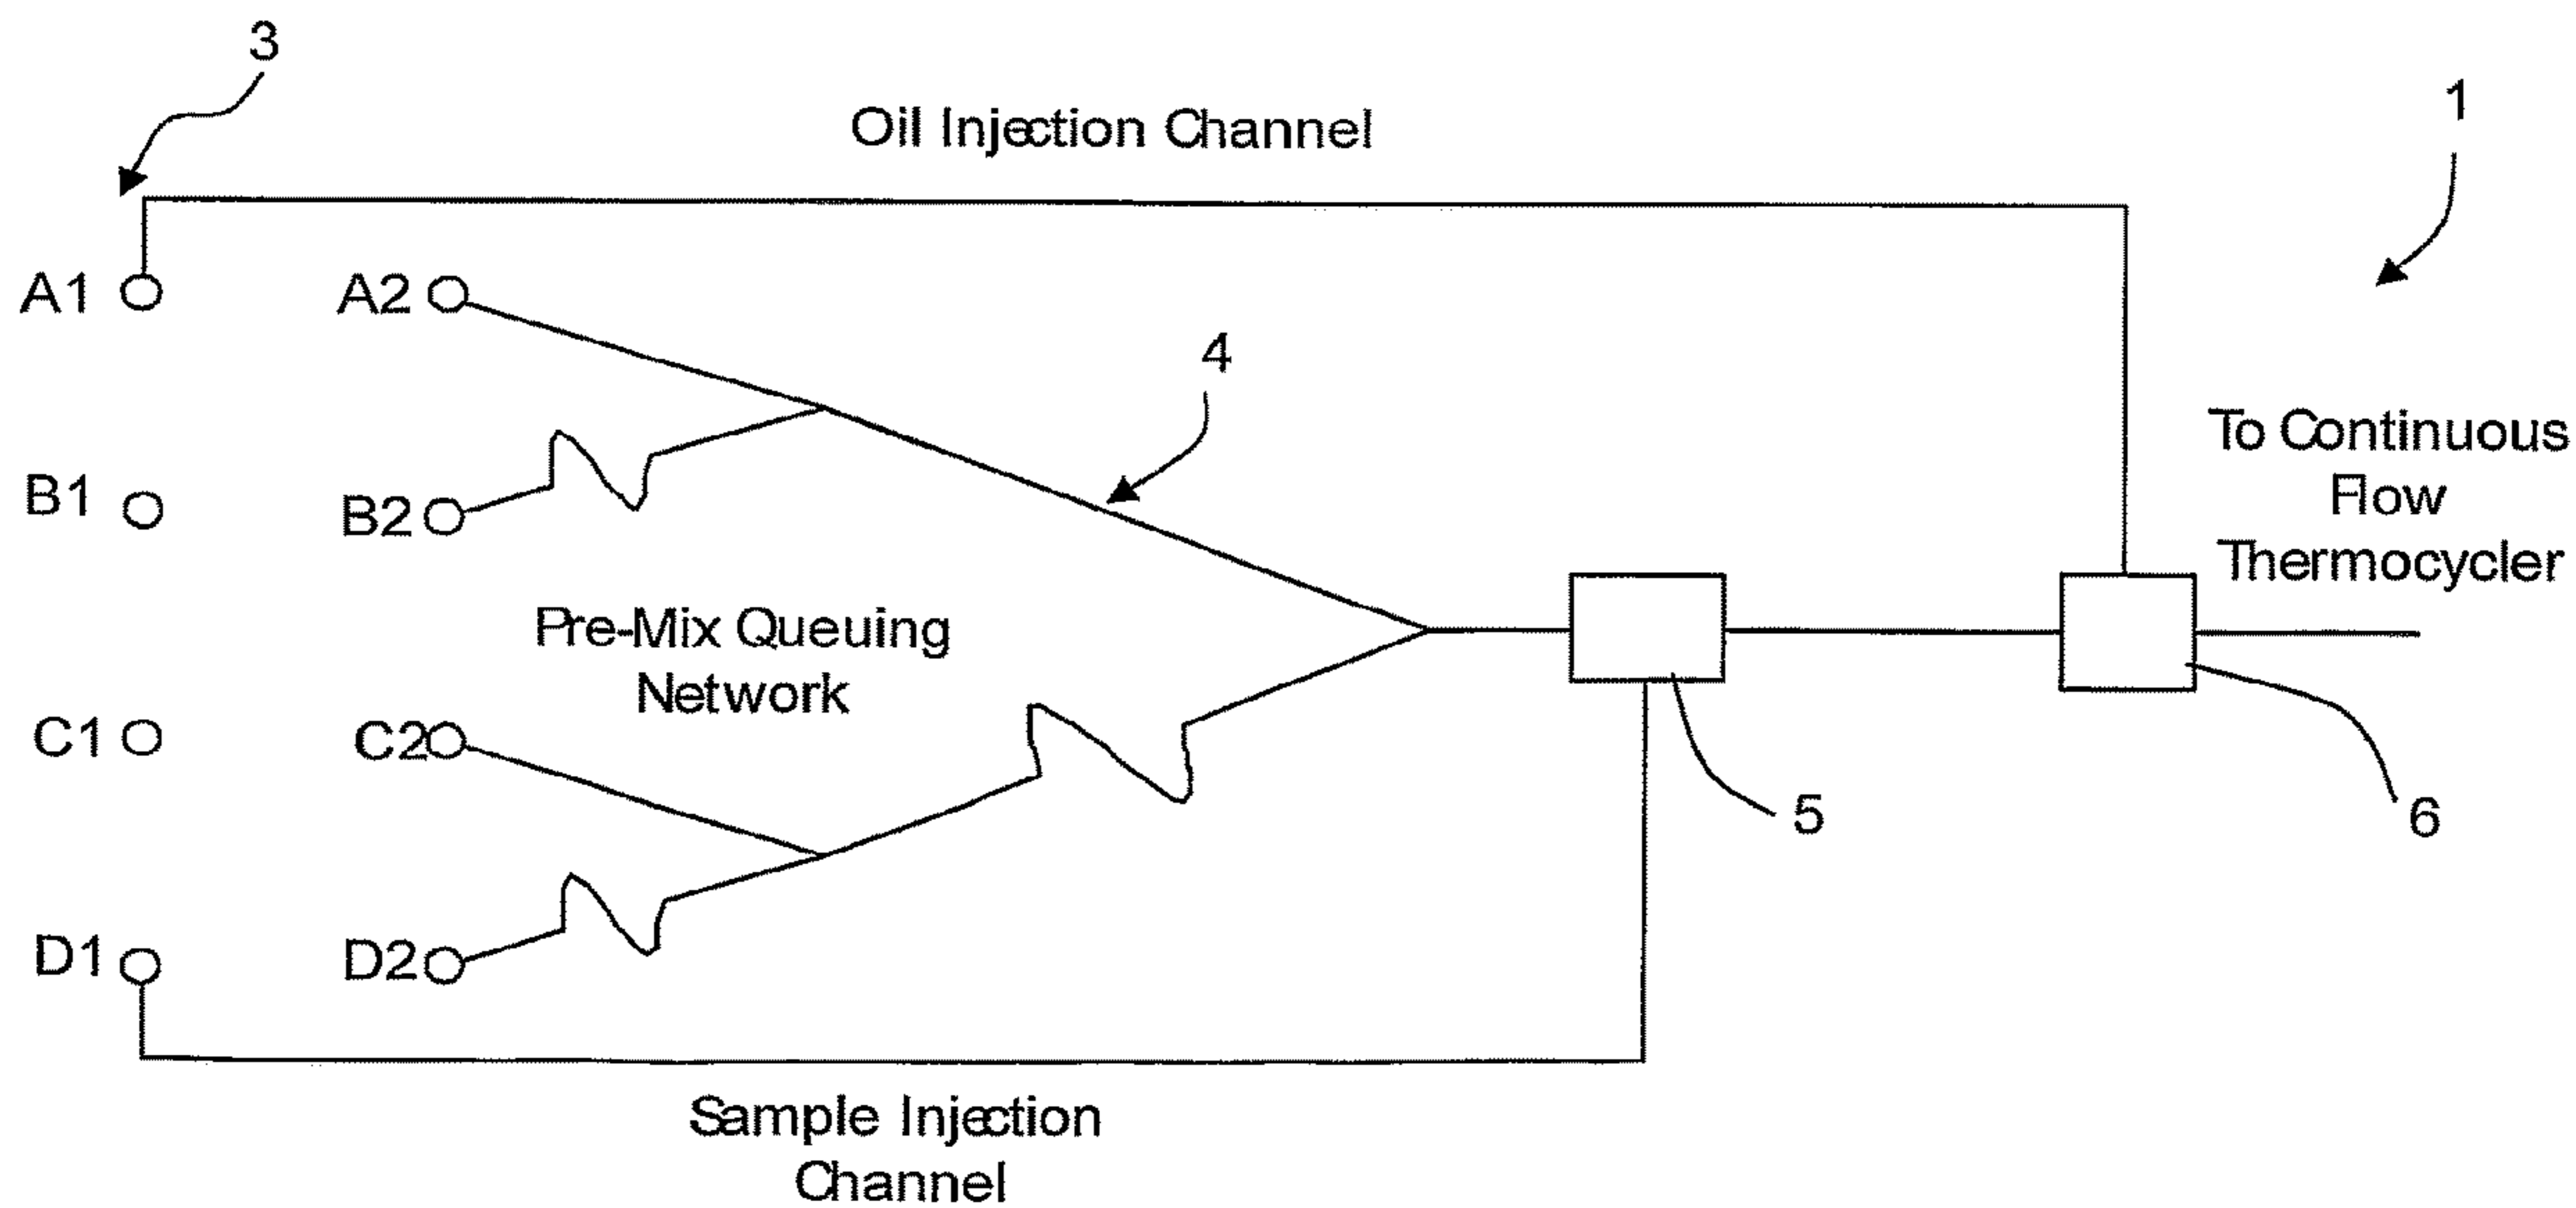 3
Oil Injection Channel
1
A1
A2
4
To Continuous
Flow
Thermocycler
B1
B2
Pre-Mix Queuing
Network
C1
C2
5
6
D1
D2
Sample Injection
Channel